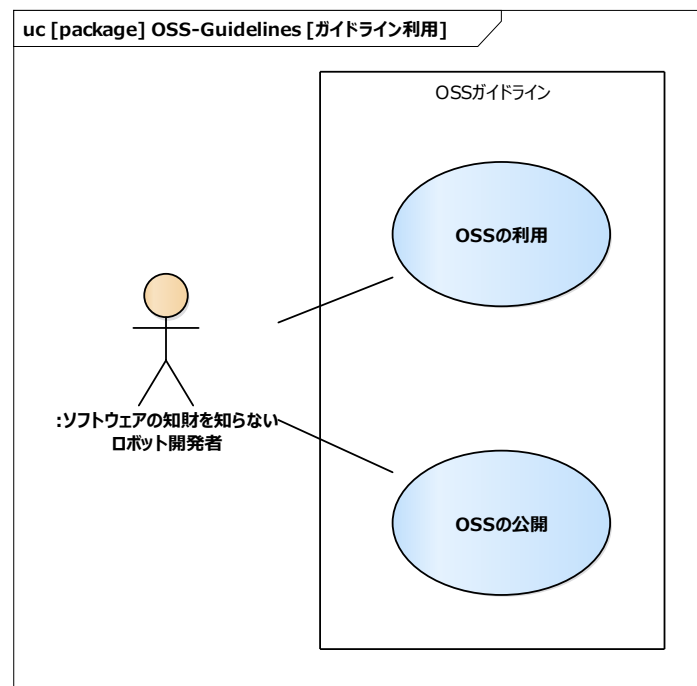 uc [package] OSS-Guidelines [ガイドライン利用]
OSSガイドライン
OSSの利用
:ソフトウェアの知財を知らない
ロボット開発者
OSSの公開